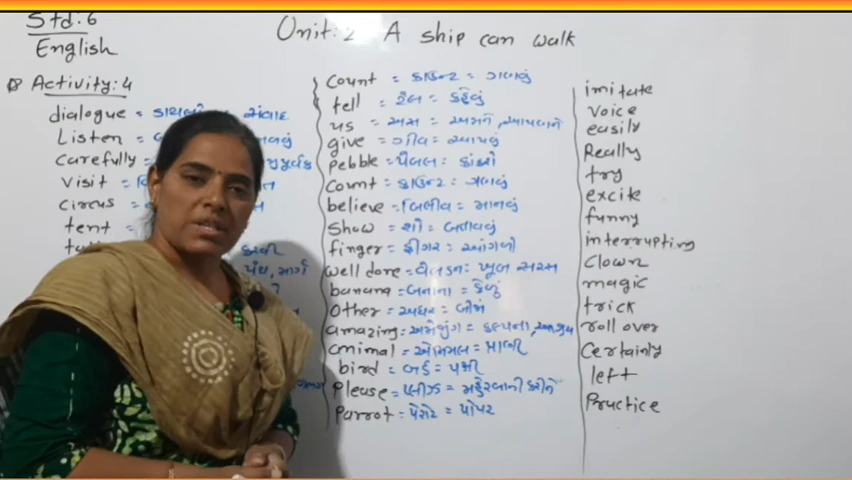 Std: 6
English
Unit: 2 A ship can walk
Activity: 4
dialogue = સંવાદ
Listen =
Carefully =
Visit =
Circus =
tent =
Count = કાઉન્ટ = ગણવું
tell = ટેલ = કહેવું
us = અસ = અમને, આપણને
give = ગીવ = આપવું
Pebble = પેબલ = કાંકરો
Count = કાઉન્ટ = ગણવું
believe = બિલીવ = માનવું
Show = શો = બતાવવું
finger = ફીંગર = આંગળી
well done = વેલડન = ખૂબ સરસ
banana = બનાના = કેળું
Other = અધર = બીજું
amazing = અમેઝીંગ =
animal = એનિમલ = પ્રાણી
bird = બર્ડ = પક્ષી
Please = પ્લીઝ = મહેરબાની કરીને
Parrot = પેરોટ = પોપટ
imitate
Voice
easily
Really
try
excite
funny
interrupting
Clown
magic
trick
roll over
Certainly
left
Practice